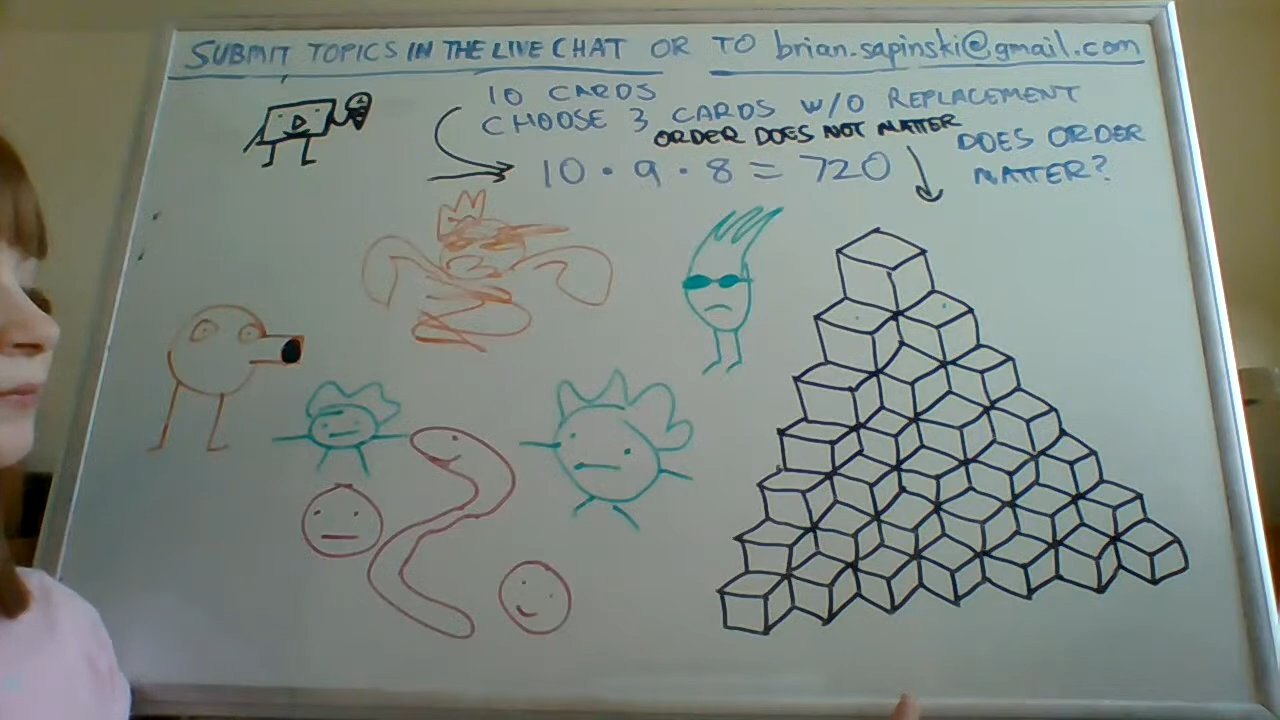 SUBMIT TOPICS IN THE LIVE CHAT OR TO brian.sapinski@gmail.com
10 CARDS
CHOOSE 3 CARDS W/O REPLACEMENT
ORDER DOES NOT MATTER
DOES ORDER
MATTER?
10 • 9 • 8 = 720